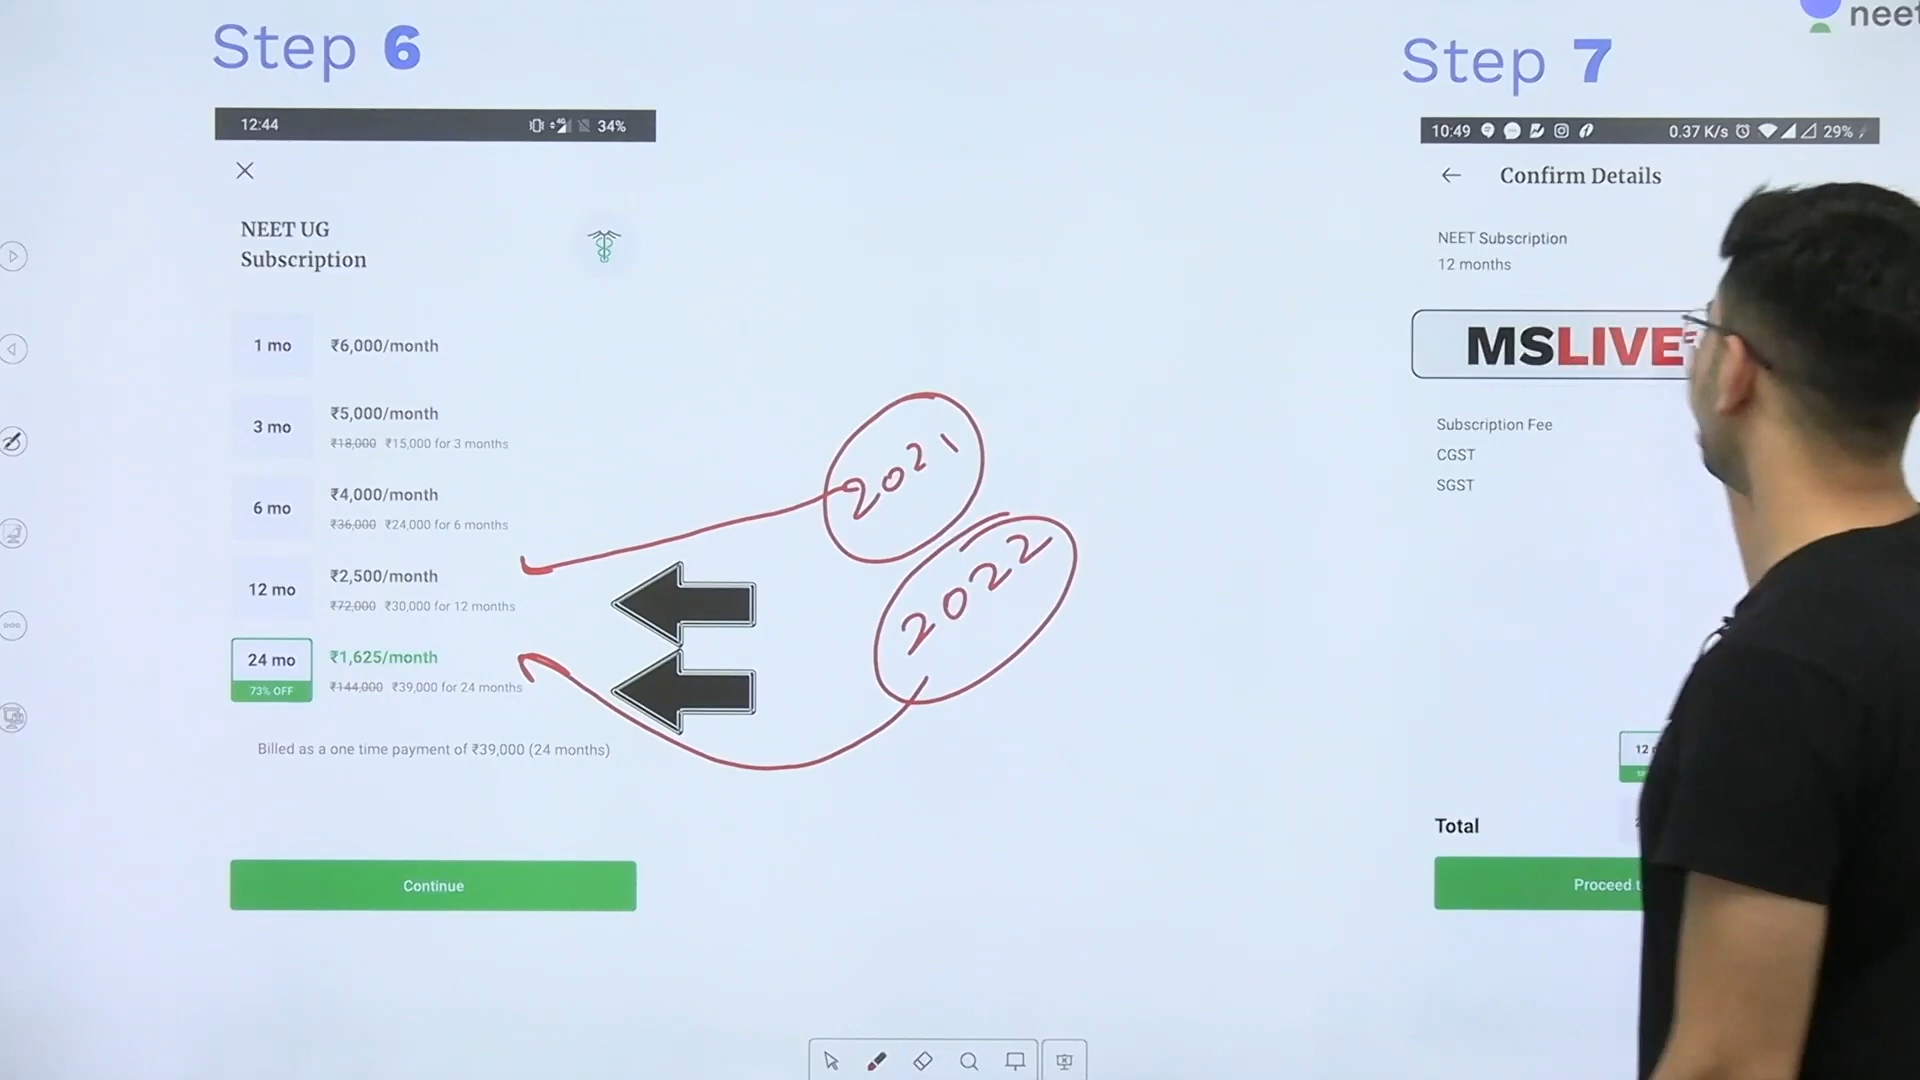 Step 6
12:44
34%
NEET UG
Subscription
1 mo
₹6,000/month
3 mo
₹5,000/month
₹18,000 ₹15,000 for 3 months
6 mo
₹4,000/month
₹36,000 ₹24,000 for 6 months
12 mo
₹2,500/month
₹72,000 ₹30,000 for 12 months
24 mo
73% OFF
₹1,625/month
₹144,000 ₹39,000 for 24 months
Billed as a one time payment of ₹39,000 (24 months)
Continue
2021
2022
Step 7
neet
10:49
0.37 K/s
29%
Confirm Details
NEET Subscription
12 months
MSLIVE
Subscription Fee
CGST
SGST
12
Total
Proceed t